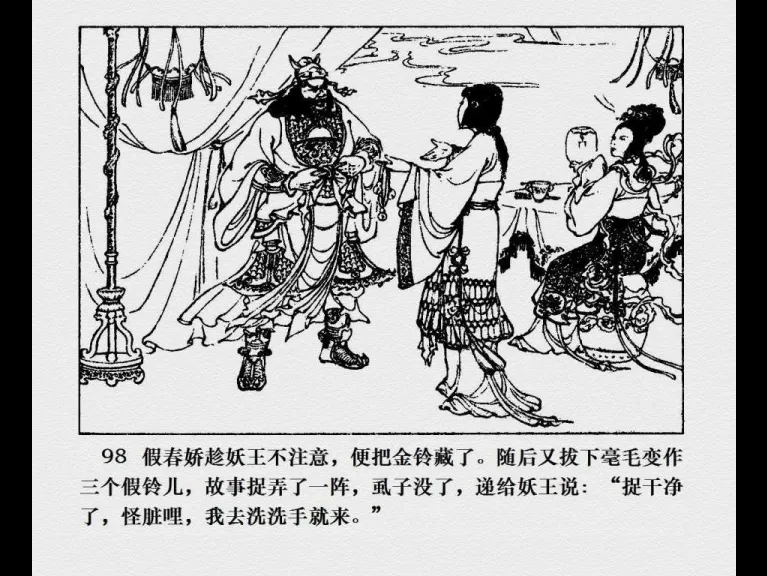 98 假春娇趁妖王不注意，便把金铃藏了。随后又拔下毫毛变作
三个假铃儿，故事捉弄了一阵，虱子没了，递给妖王说：“捉干净
了，怪脏哩，我去洗洗手就来。”